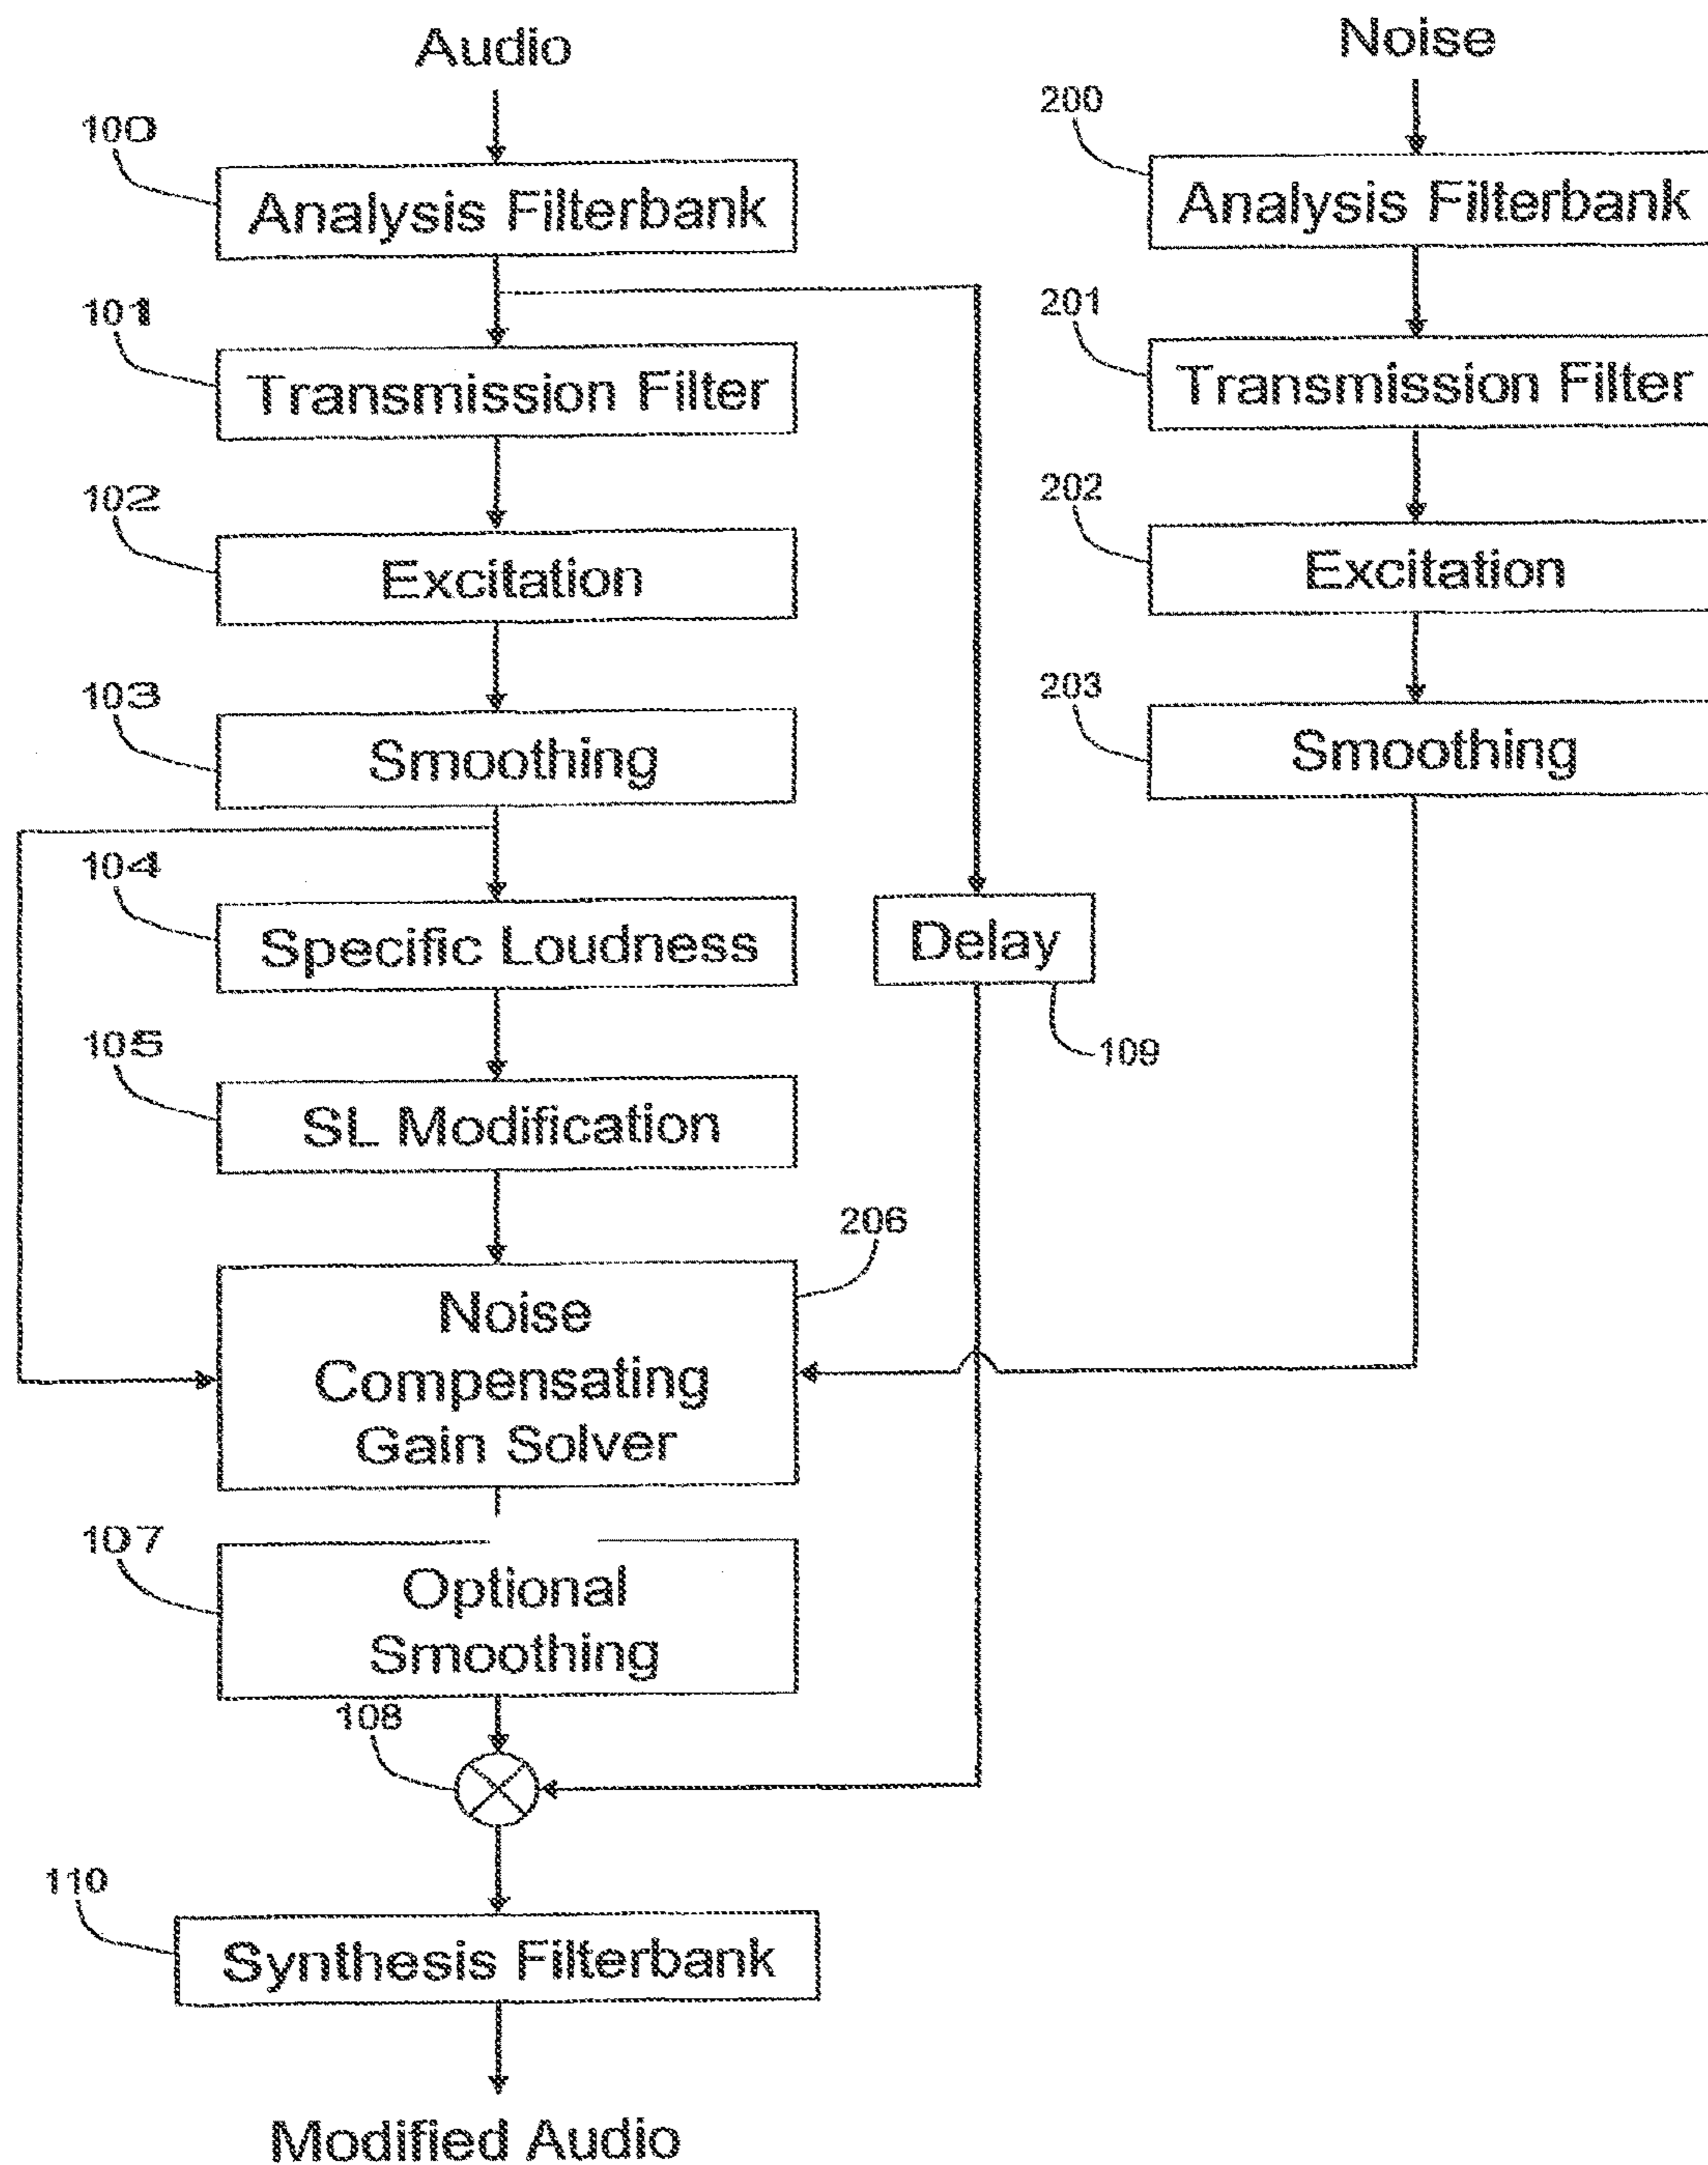 Audio
100
Analysis Filterbank
101
Transmission Filter
102
Excitation
103
Smoothing
104
Specific Loudness
105
SL Modification
206
Noise
Compensating
Gain Solver
107
Optional
Smoothing
108
110
Synthesis Filterbank
Modified Audio
Delay
109
Noise
200
Analysis Filterbank
201
Transmission Filter
202
Excitation
203
Smoothing